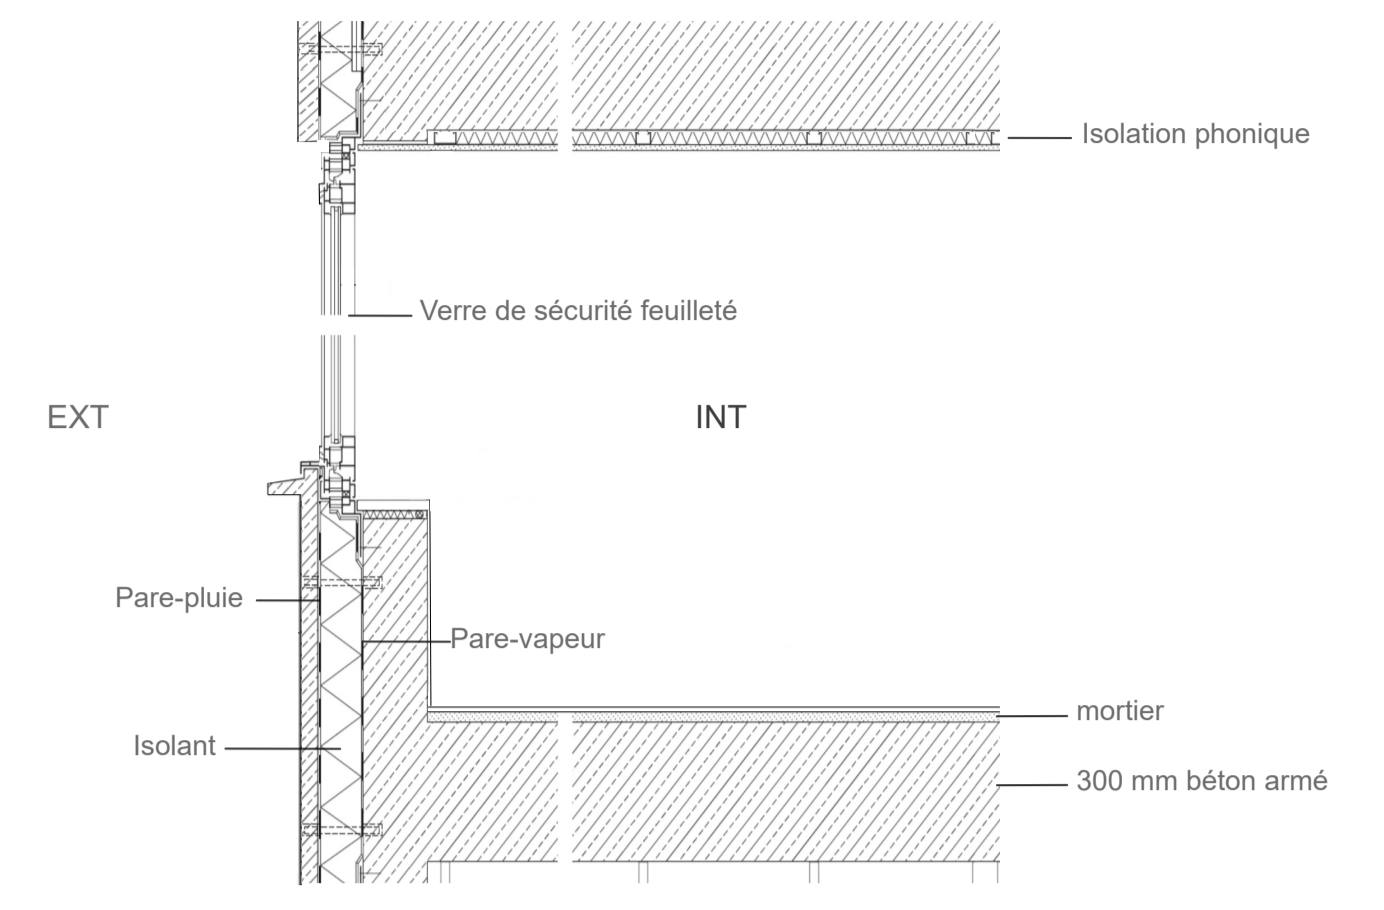 Isolation phonique
Verre de sécurité feuilleté
EXT
INT
Pare-pluie
Pare-vapeur
mortier
Isolant
300 mm béton armé